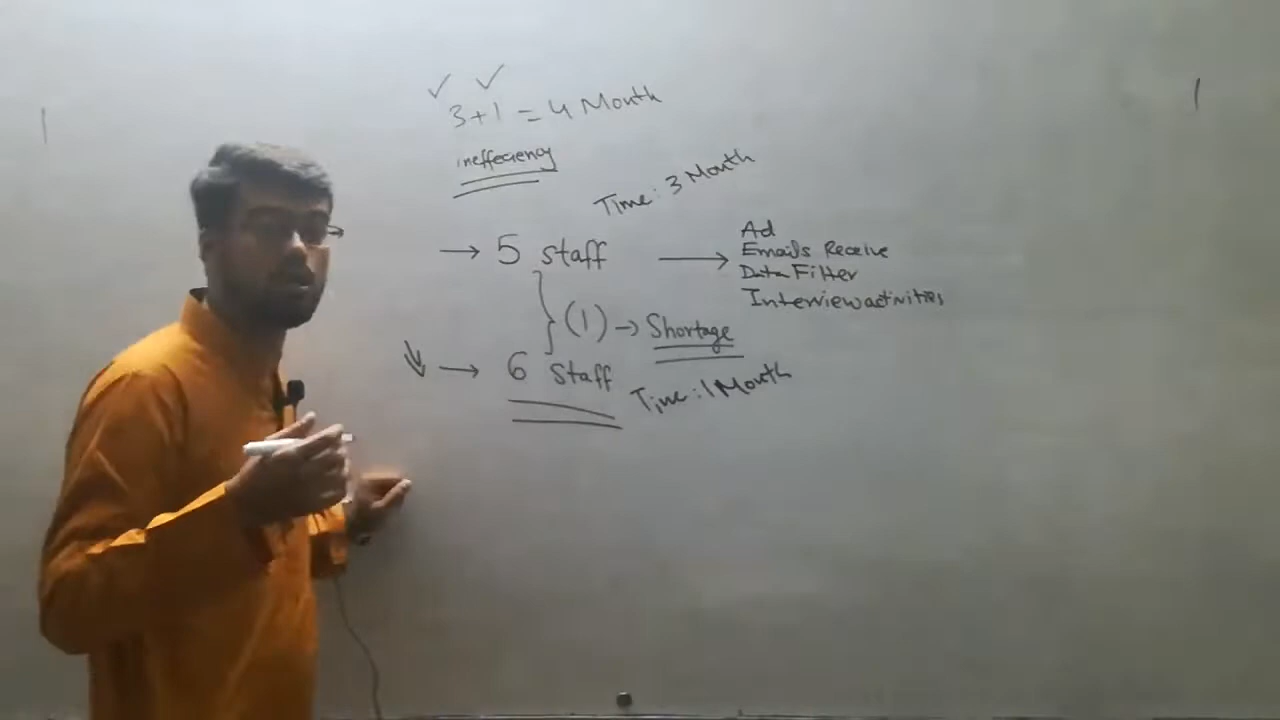 3+1 = 4 Month
ineffeciency
Time: 3 Month
→ 5 staff →
Ad
Emails Receive
Data Filter
Interview activities
(1) → Shortage
→ 6 staff
Time: 1 Month